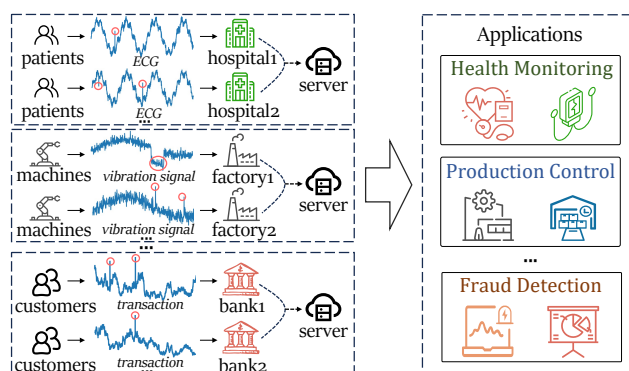 patients
ECG
hospital1
patients
ECG
hospital2
...
server
machines
vibration signal
factory1
machines
vibration signal
factory2
...
server
...
customers
transaction
bank1
customers
transaction
bank2
...
server
Applications
Health Monitoring
Production Control
...
Fraud Detection